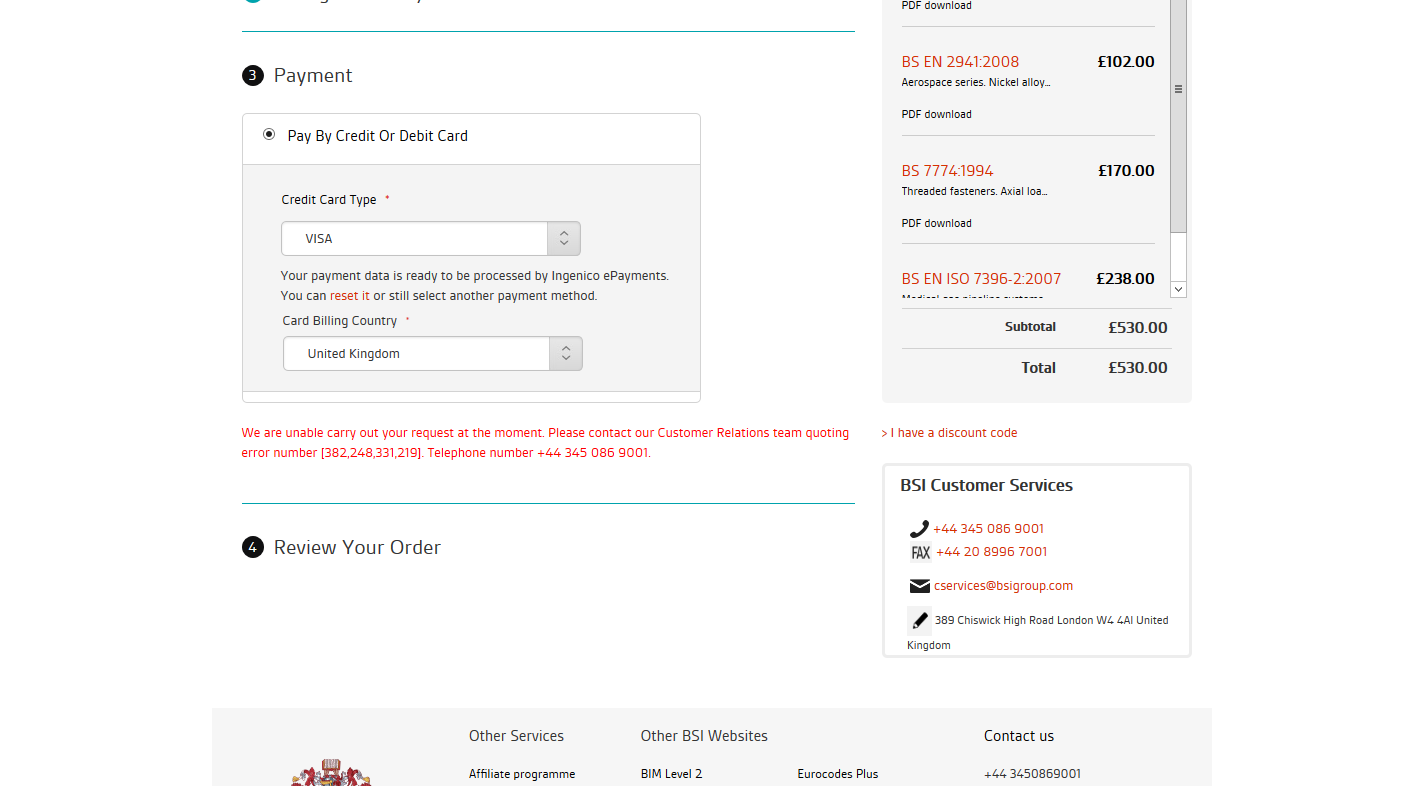 PDF download
3 Payment
Pay By Credit Or Debit Card
Credit Card Type *
VISA
Your payment data is ready to be processed by Ingenico ePayments.
You can reset it or still select another payment method.
Card Billing Country *
United Kingdom
We are unable carry out your request at the moment. Please contact our Customer Relations team quoting
error number [382,248,331,219]. Telephone number +44 345 086 9001.
4 Review Your Order
BS EN 2941:2008 £102.00
Aerospace series. Nickel alloy...
PDF download
BS 7774:1994 £170.00
Threaded fasteners. Axial loa...
PDF download
BS EN ISO 7396-2:2007 £238.00
Subtotal £530.00
Total £530.00
> I have a discount code
BSI Customer Services
+44 345 086 9001
FAX +44 20 8996 7001
cservices@bsigroup.com
389 Chiswick High Road London W4 4Al United
Kingdom
Other Services
Affiliate programme
Other BSI Websites
BIM Level 2 Eurocodes Plus
Contact us
+44 3450869001